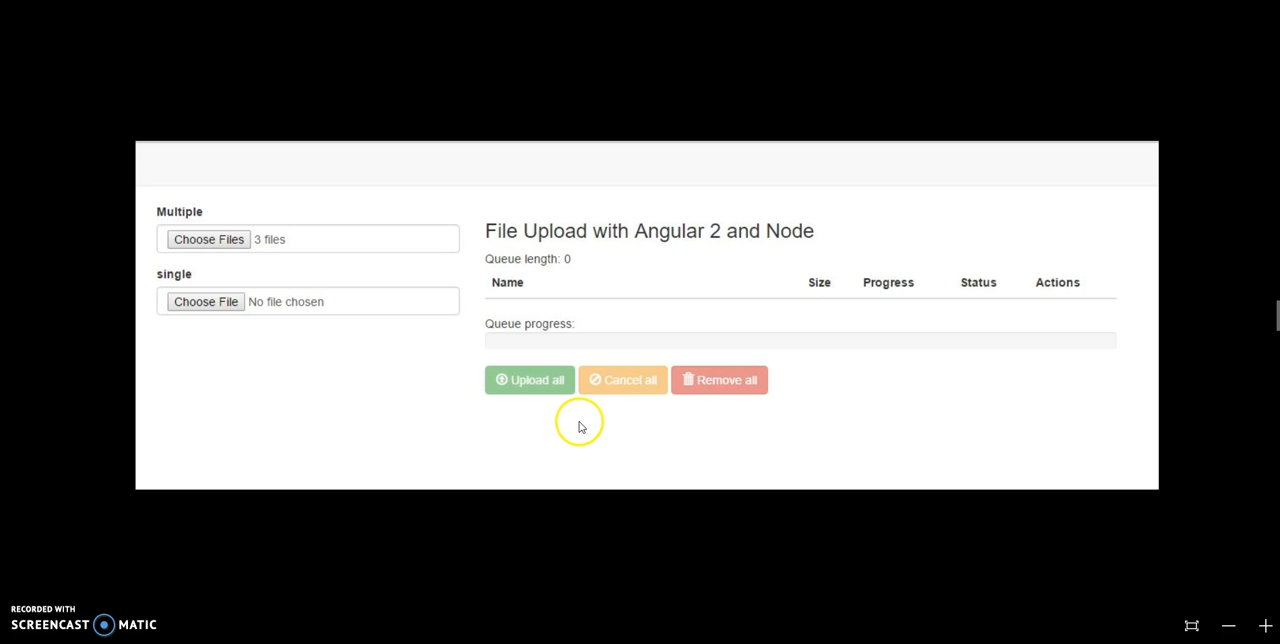 Multiple
Choose Files 3 files
single
Choose File No file chosen
File Upload with Angular 2 and Node
Queue length: 0
Name Size Progress Status Actions
Queue progress:
Upload all Cancel all Remove all
RECORDED WITH
SCREENCAST MATIC